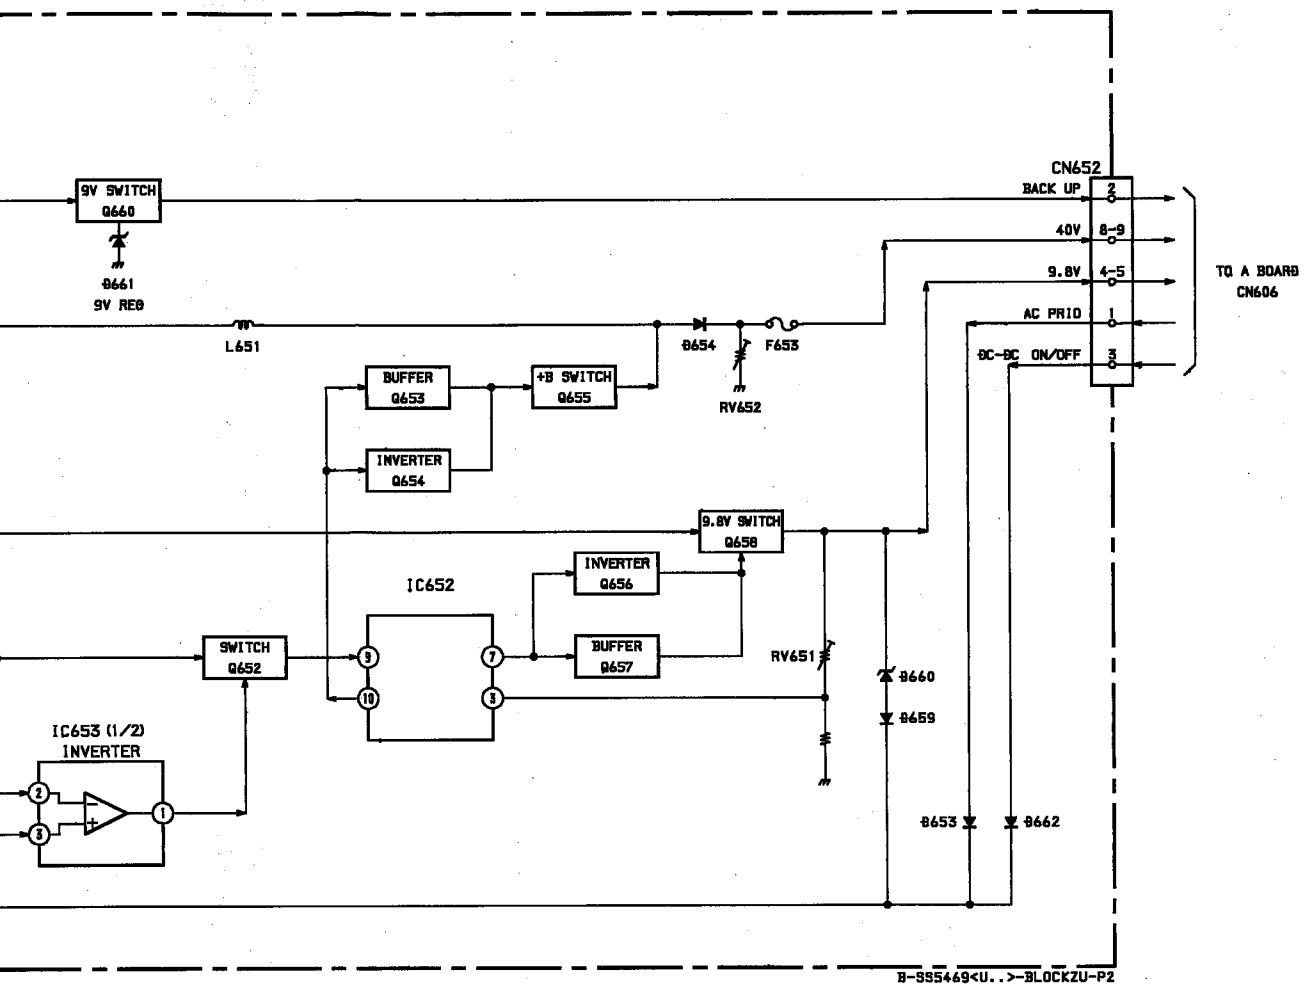 CN652
9V SWITCH
Q660
BACK UP 2
40V 8-9
D661
9V REG
9.8V 4-5
TO A BOARD
CN606
AC PRID 1
L651
D654
F653
DC-DC ON/OFF 3
BUFFER
Q653
+B SWITCH
Q655
RV652
INVERTER
Q654
9.8V SWITCH
Q658
IC652
INVERTER
Q656
SWITCH
Q652
9
7
BUFFER
Q657
RV651
10
3
D660
D659
IC653 (1/2)
INVERTER
2
1
3
D653
D662
B-SS5469<U..>-BLOCKZU-P2